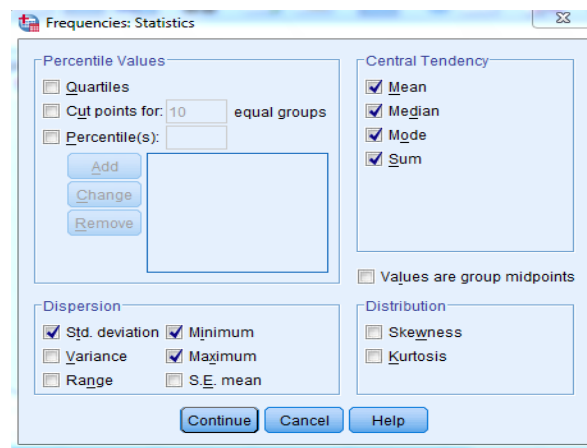 Frequencies: Statistics
Percentile Values
Quartiles
Cut points for: 10 equal groups
Percentile(s):
Add
Change
Remove
Central Tendency
Mean
Median
Mode
Sum
Values are group midpoints
Dispersion
Std. deviation Minimum
Variance Maximum
Range S.E. mean
Distribution
Skewness
Kurtosis
Continue Cancel Help